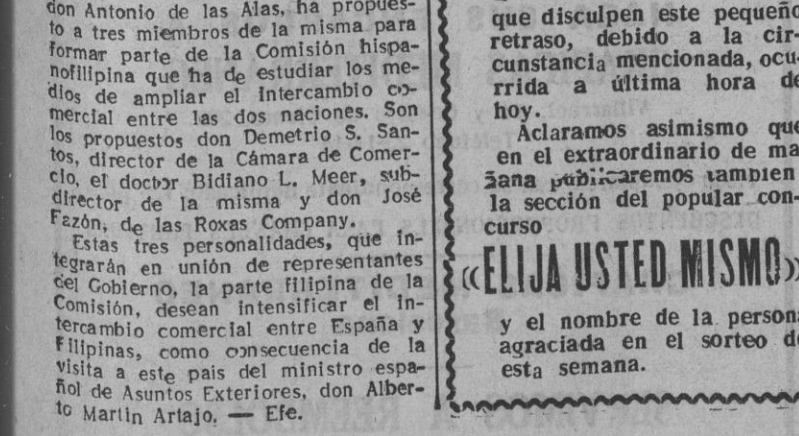 don Antonio de las Alas, ha propues-
to a tres miembros de la misma para
formar parte de la Comisión hispa-
nofilipina que ha de estudiar los me-
dios de ampliar el intercambio co-
mercial entre las dos naciones. Son
los propuestos don Demetrio S. San-
tos, director de la Cámara de Comer-
cio, el doctor Bidiano L. Meer, sub-
director de la misma y don José
Fazón, de las Roxas Company.
Estas tres personalidades, que in-
tegrarán en unión de representantes
del Gobierno, la parte filipina de la
Comisión, desean intensificar el in-
tercambio comercial entre España y
Filipinas, como consecuencia de la
visita a este pais del ministro espa-
ñol de Asuntos Exteriores, don Alber-
to Martin Artajo. — Efe.
que disculpen este pequeño
retraso, debido a la cir-
cunstancia mencionada, ocu-
rrida a última hora de
hoy.
Aclaramos asimismo que
en el extraordinario de ma
ñana publicaremos tambien
la sección del popular con-
curso
«ELIJA USTED MISMO»
y el nombre de la persona
agraciada en el sorteo de
esta semana.